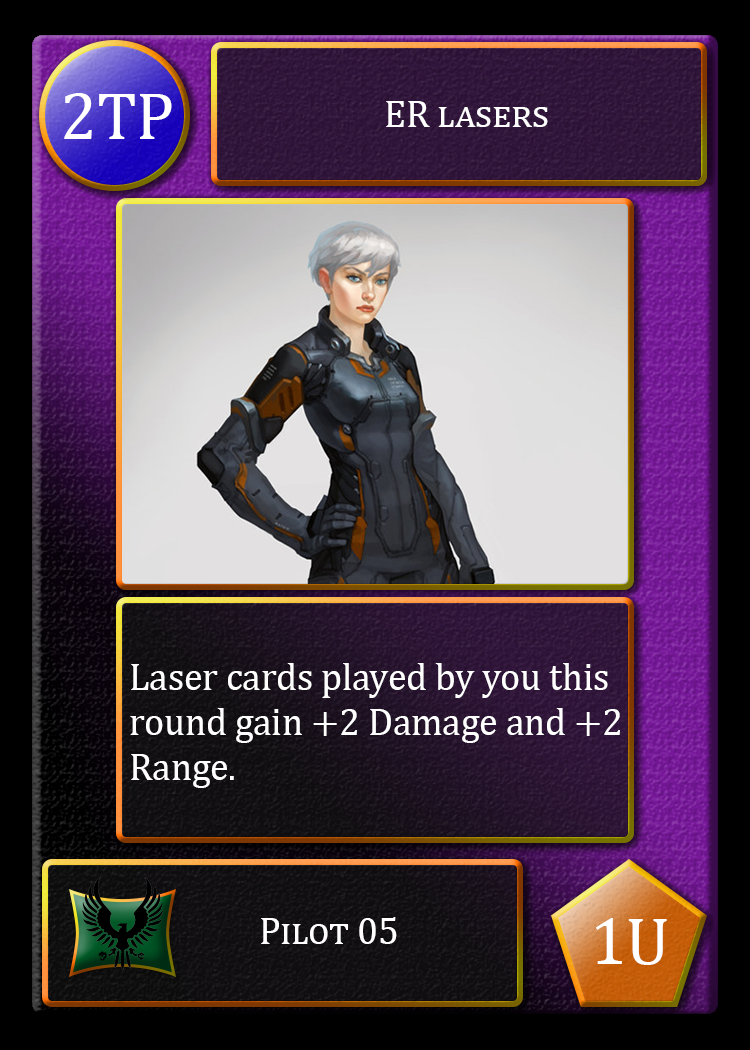 2TP
ER LASERS
Laser cards played by you this
round gain +2 Damage and +2
Range.
PILOT 05
1U